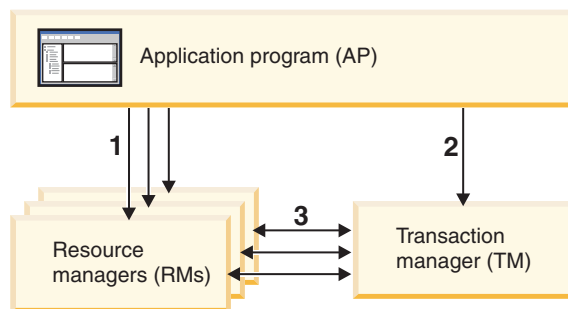 Application program (AP)
1
2
3
Resource
managers (RMs)
Transaction
manager (TM)